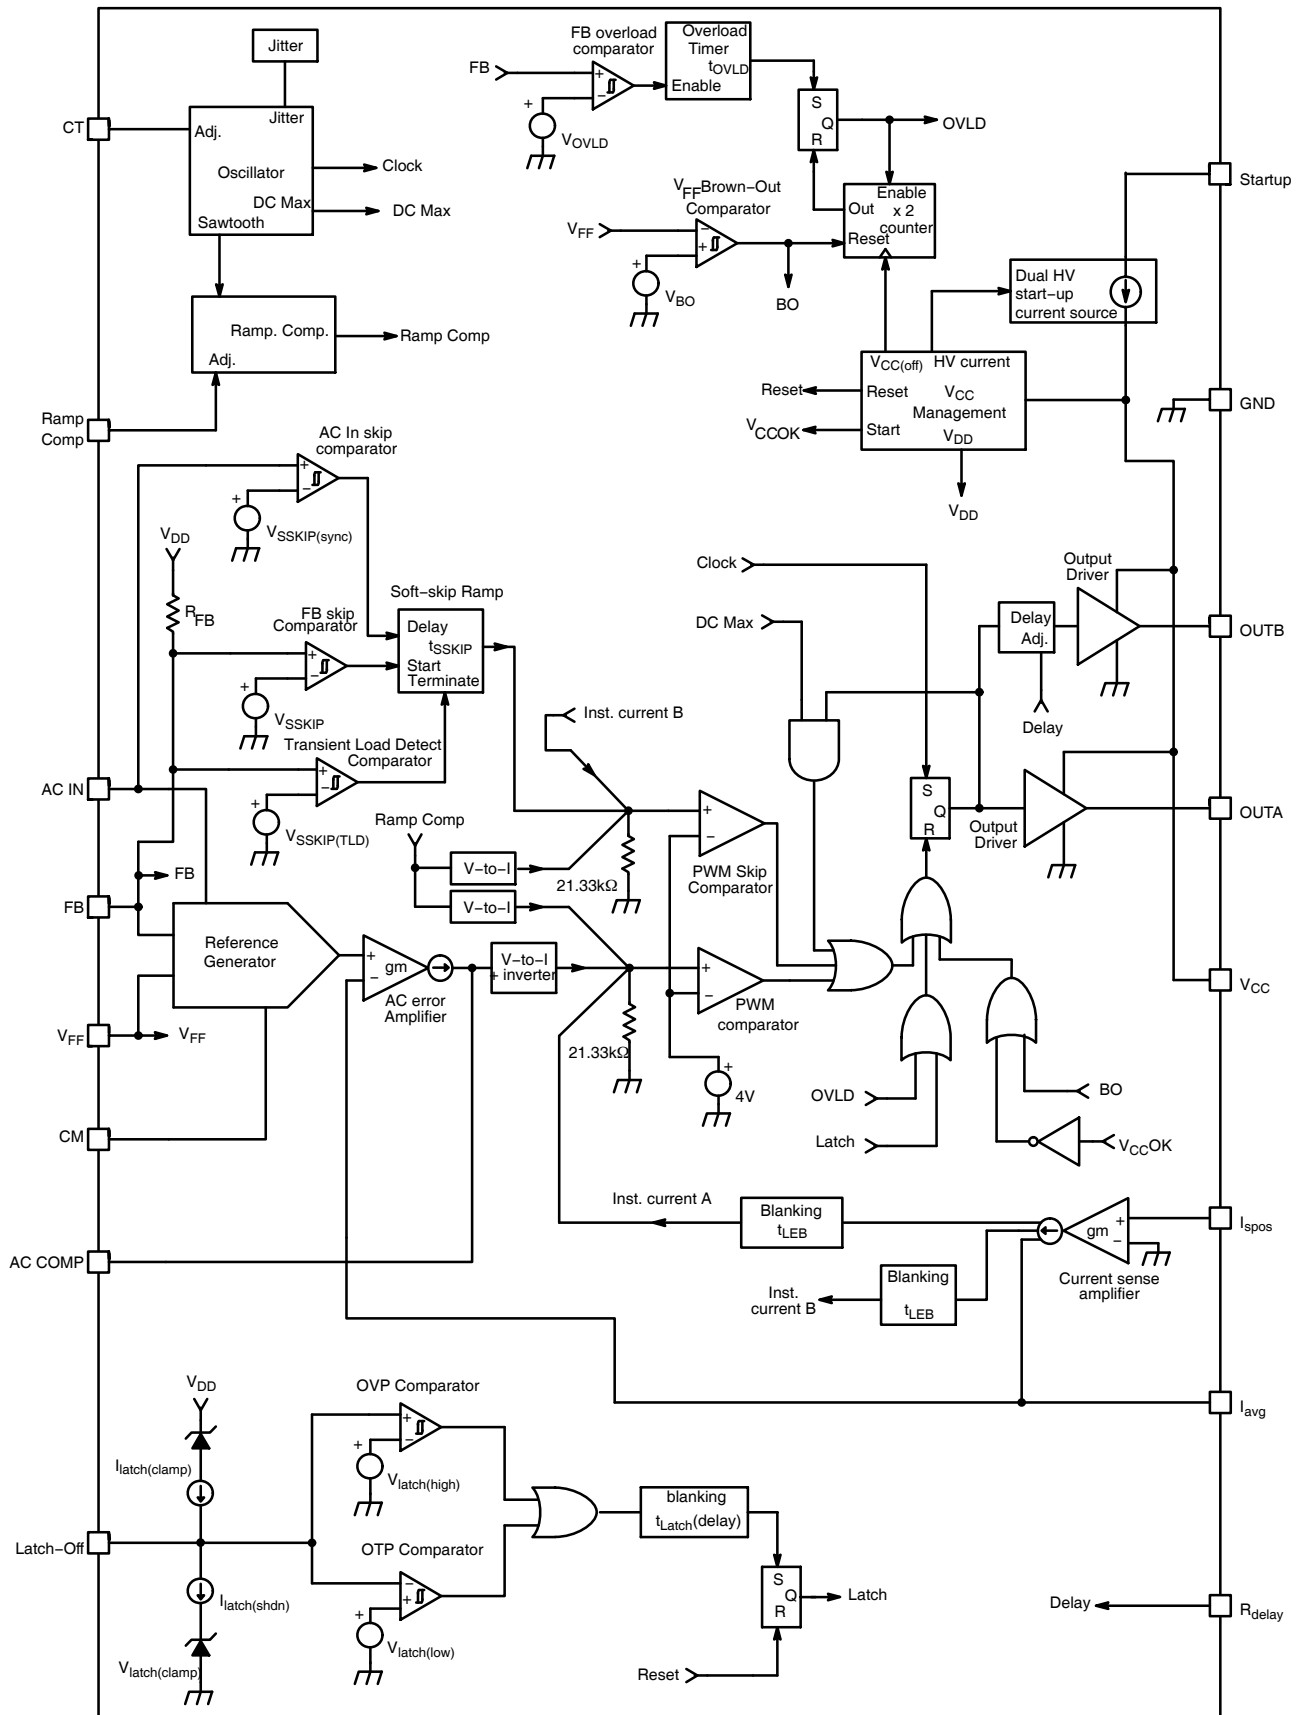 Jitter
CT
Adj.
Jitter
Oscillator
DC Max
Sawtooth
Clock
DC Max
Ramp. Comp.
Adj.
Ramp Comp
Ramp
Comp
FB overload
comparator
FB
+
−
+
VOVLD
Overload
Timer
tOVLD
Enable
S
Q
R
OVLD
VFF Brown−Out
Comparator
VFF
−
+
+
VBO
BO
Enable
x 2
counter
Out
Reset
Startup
Dual HV
start−up
current source
VCC(off)
HV current
Reset
VCC
Management
Start
VDD
Reset
VCCOK
VDD
GND
AC In skip
comparator
+
−
+
VSSKIP(sync)
VDD
RFB
FB skip
Comparator
+
−
+
VSSKIP
Soft−skip Ramp
Delay
tSSKIP
Start
Terminate
Transient Load Detect
Comparator
+
−
+
VSSKIP(TLD)
Clock
DC Max
Output
Driver
Delay
Adj.
Delay
OUTB
Inst. current B
AC IN
Ramp Comp
V−to−I
V−to−I
21.33kΩ
+
−
PWM Skip
Comparator
S
Q
R
Output
Driver
OUTA
FB
FB
Reference
Generator
+
−
gm
AC error
Amplifier
V−to−I
+ inverter
21.33kΩ
+
−
PWM
comparator
+
4V
VCC
VFF
VFF
CM
OVLD
Latch
BO
VCCOK
Inst. current A
Blanking
tLEB
gm
+
−
Ispos
Current sense
amplifier
AC COMP
Inst.
current B
Blanking
tLEB
Iavg
VDD
Ilatch(clamp)
Latch−Off
Ilatch(shdn)
Vlatch(clamp)
OVP Comparator
+
−
+
Vlatch(high)
OTP Comparator
−
+
+
Vlatch(low)
blanking
tLatch(delay)
S
Q
R
Latch
Reset
Delay
Rdelay